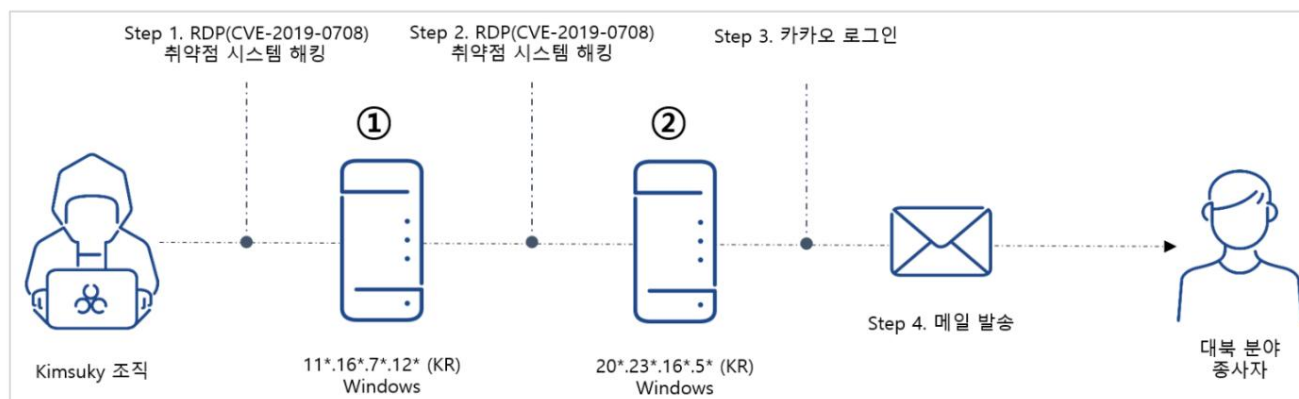 Step 1. RDP(CVE-2019-0708)
취약점 시스템 해킹
Step 2. RDP(CVE-2019-0708)
취약점 시스템 해킹
Step 3. 카카오 로그인
①
②
Step 4. 메일 발송
Kimsuky 조직
11*.16*.7*.12* (KR)
Windows
20*.23*.16*.5* (KR)
Windows
대북 분야
종사자